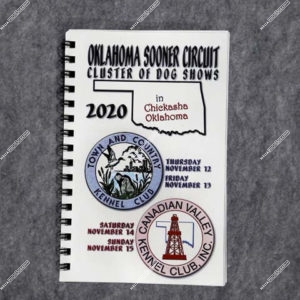 OKLAHOMA SOONER CIRCUIT
CLUSTER OF DOG SHOWS
2020
in
Chickasha
Oklahoma
TOWN AND COUNTRY
KENNEL CLUB
THURSDAY
NOVEMBER 12
FRIDAY
NOVEMBER 13
SATURDAY
NOVEMBER 14
SUNDAY
NOVEMBER 15
CANADIAN VALLEY
KENNEL CLUB, INC.